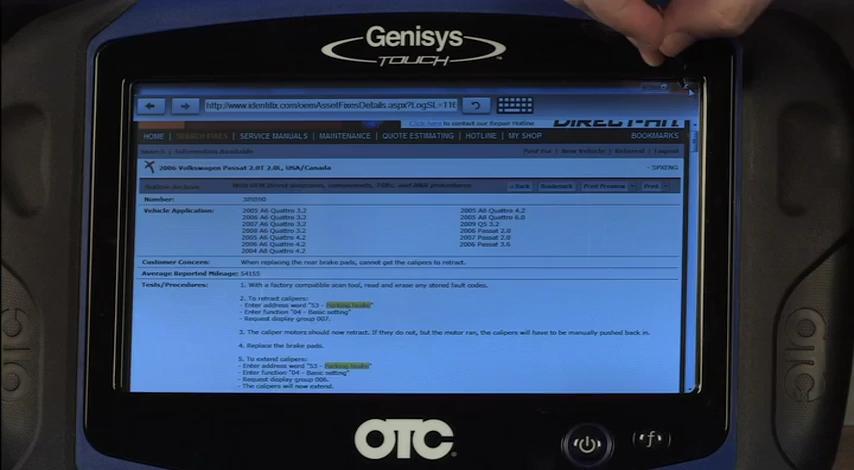 Genisys
TOUCH
http://www.identifix.com/oemAssetFixesDetails.aspx?LogSL=116
Click here to contact our Repair Hotline
DIRECT-HIT
HOME | SEARCH FIXES | SERVICE MANUALS | MAINTENANCE | QUOTE ESTIMATING | HOTLINE | MY SHOP BOOKMARKS
Search | Information Available New Vehicle | Logout
2006 Volkswagen Passat 2.0T 2.0L, USA/Canada
Hotline Archives Back Bookmark Print Preview Print
Number:
Vehicle Application: 2005 A6 Quattro 3.2 2005 A8 Quattro 4.2
2006 A6 Quattro 3.2 2005 A8 Quattro 6.0
2007 A6 Quattro 3.2 2009 Q5 3.2
2008 A6 Quattro 3.2 2006 Passat 2.0
2005 A6 Quattro 4.2 2007 Passat 2.0
2006 A6 Quattro 4.2 2006 Passat 3.6
2004 A8 Quattro 4.2
Customer Concern: When replacing the rear brake pads, cannot get the calipers to retract.
Average Reported Mileage: 54155
Tests/Procedures: 1. With a factory compatible scan tool, read and erase any stored fault codes.
2. To retract calipers:
- Enter address word "53 - Parking brake"
- Enter function "04 - Basic setting"
- Request display group 007.
3. The caliper motors should now retract. If they do not, but the motor ran, the calipers will have to be manually pushed back in.
4. Replace the brake pads.
5. To extend calipers:
- Enter address word "53 - Parking brake"
- Enter function "04 - Basic setting"
- Request display group 006.
- The calipers will now extend.
OTC
f
OTC